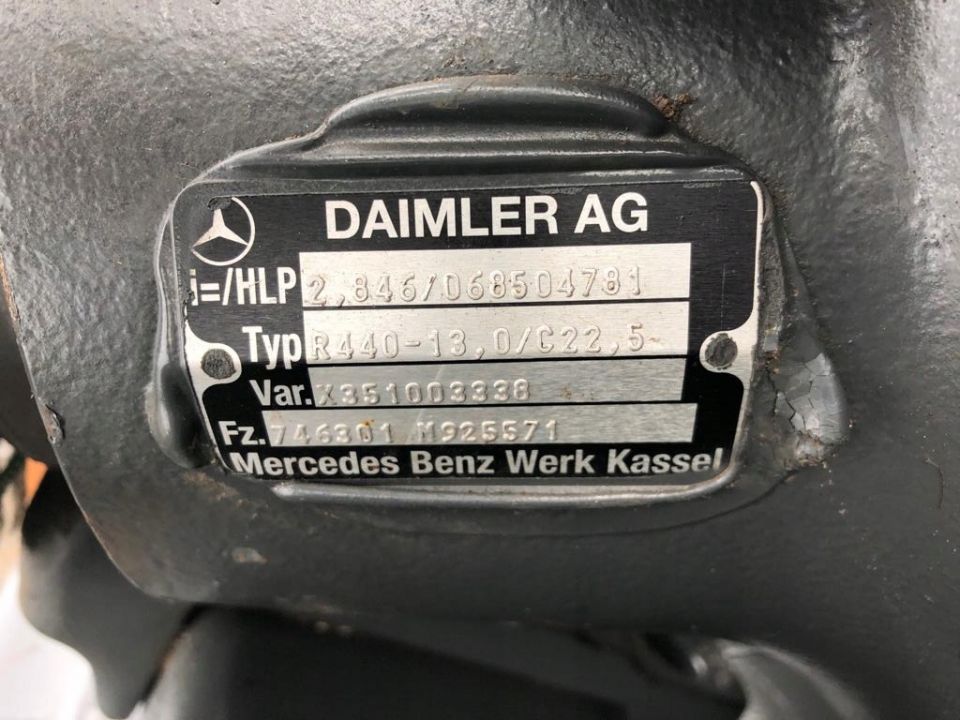 DAIMLER AG
i=/HLP 2,846/068504781
Typ R440-13,0/C22,5
Var. X351003338
Fz. 746301 M925571
Mercedes Benz Werk Kassel